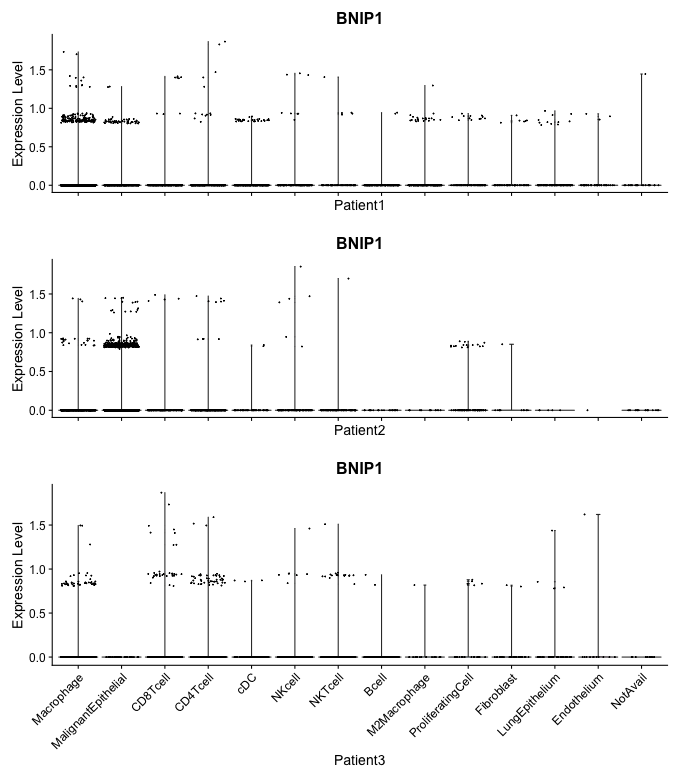 BNIP1
Expression Level
1.5
1.0
0.5
0.0
Patient1
BNIP1
Expression Level
1.5
1.0
0.5
0.0
Patient2
BNIP1
Expression Level
1.5
1.0
0.5
0.0
Macrophage
MalignantEpithelial
CD8Tcell
CD4Tcell
cDC
NKcell
NKTcell
Bcell
M2Macrophage
ProliferatingCell
Fibroblast
LungEpithelium
Endothelium
NotAvail
Patient3